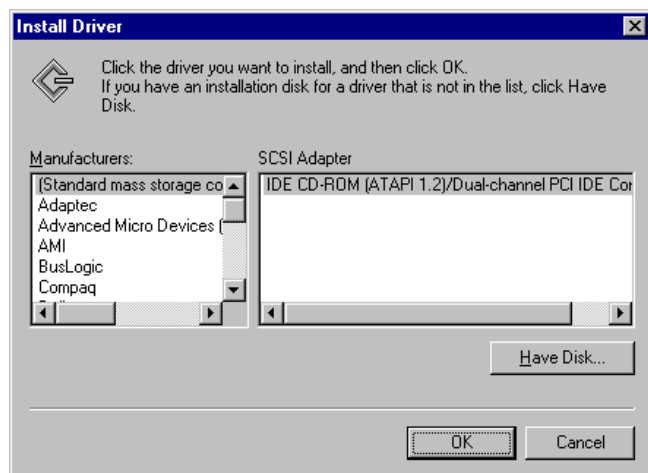 Install Driver
Click the driver you want to install, and then click OK.
If you have an installation disk for a driver that is not in the list, click Have
Disk.
Manufacturers:
SCSI Adapter
(Standard mass storage co
IDE CD-ROM (ATAPI 1.2)/Dual-channel PCI IDE Con
Adaptec
Advanced Micro Devices (
AMI
BusLogic
Compaq
Have Disk...
OK
Cancel